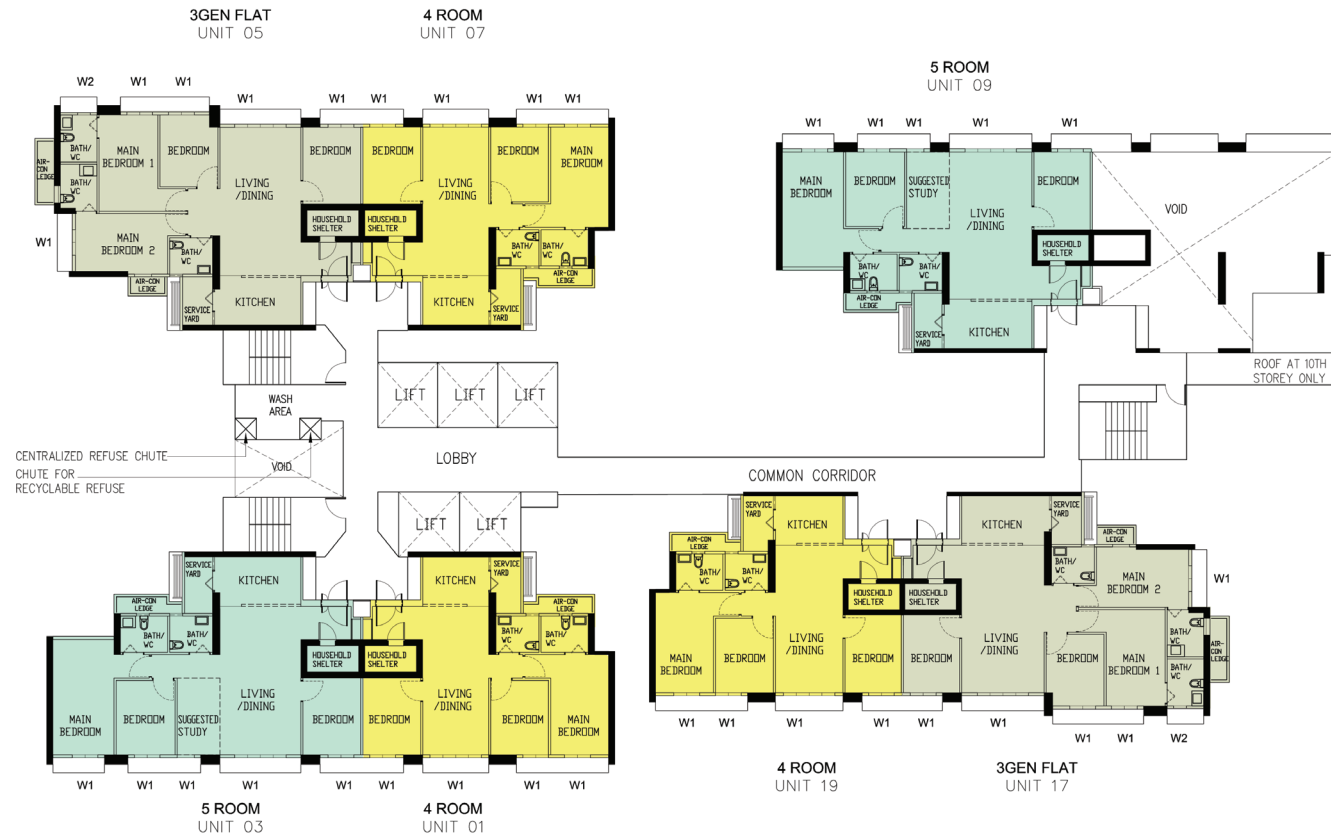 3GEN FLAT
UNIT 05
4 ROOM
UNIT 07
5 ROOM
UNIT 09
W2
W1
W1
W1
W1
W1
W1
W1
W1
BATH/
WC
MAIN
BEDROOM 1
BEDROOM
LIVING
/DINING
BEDROOM
BEDROOM
LIVING
/DINING
BEDROOM
MAIN
BEDROOM
AIR-
CON
LEDGE
BATH/
WC
HOUSEHOLD
SHELTER
HOUSEHOLD
SHELTER
W1
MAIN
BEDROOM 2
BATH/
WC
BATH/
WC
BATH/
WC
AIR-CON
LEDGE
AIR-CON
LEDGE
SERVICE
YARD
KITCHEN
KITCHEN
SERVICE
YARD
W1
W1
W1
W1
W1
MAIN
BEDROOM
BEDROOM
SUGGESTED
STUDY
LIVING
/DINING
BEDROOM
VOID
HOUSEHOLD
SHELTER
BATH/
WC
BATH/
WC
AIR-CON
LEDGE
SERVICE
YARD
KITCHEN
ROOF AT 10TH
STOREY ONLY
LIFT
LIFT
LIFT
WASH
AREA
CENTRALIZED REFUSE CHUTE
CHUTE FOR
RECYCLABLE REFUSE
VOID
LOBBY
COMMON CORRIDOR
LIFT
LIFT
SERVICE
YARD
KITCHEN
KITCHEN
SERVICE
YARD
AIR-CON
LEDGE
AIR-CON
LEDGE
BATH/
WC
BATH/
WC
BATH/
WC
BATH/
WC
HOUSEHOLD
SHELTER
HOUSEHOLD
SHELTER
MAIN
BEDROOM
BEDROOM
SUGGESTED
STUDY
LIVING
/DINING
BEDROOM
BEDROOM
LIVING
/DINING
BEDROOM
MAIN
BEDROOM
W1
W1
W1
W1
W1
W1
W1
W1
W1
W1
5 ROOM
UNIT 03
4 ROOM
UNIT 01
SERVICE
YARD
KITCHEN
KITCHEN
SERVICE
YARD
AIR-CON
LEDGE
AIR-CON
LEDGE
BATH/
WC
BATH/
WC
BATH/
WC
HOUSEHOLD
SHELTER
HOUSEHOLD
SHELTER
MAIN
BEDROOM 2
W1
MAIN
BEDROOM
BEDROOM
LIVING
/DINING
BEDROOM
BEDROOM
LIVING
/DINING
BEDROOM
MAIN
BEDROOM 1
BATH/
WC
BATH/
WC
AIR-
CON
LEDGE
W1
W1
W1
W1
W1
W1
W1
W1
W2
4 ROOM
UNIT 19
3GEN FLAT
UNIT 17